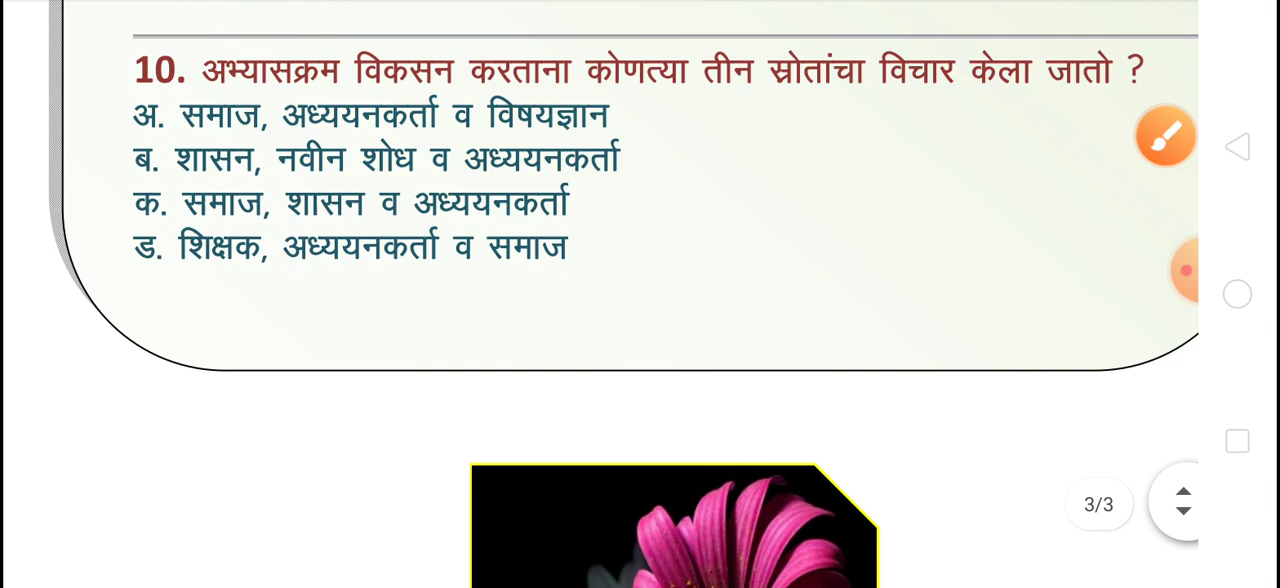 10. अभ्यासक्रम विकसन करताना कोणत्या तीन स्रोतांचा विचार केला जातो ?
अ. समाज, अध्ययनकर्ता व विषयज्ञान
ब. शासन, नवीन शोध व अध्ययनकर्ता
क. समाज, शासन व अध्ययनकर्ता
ड. शिक्षक, अध्ययनकर्ता व समाज
3/3